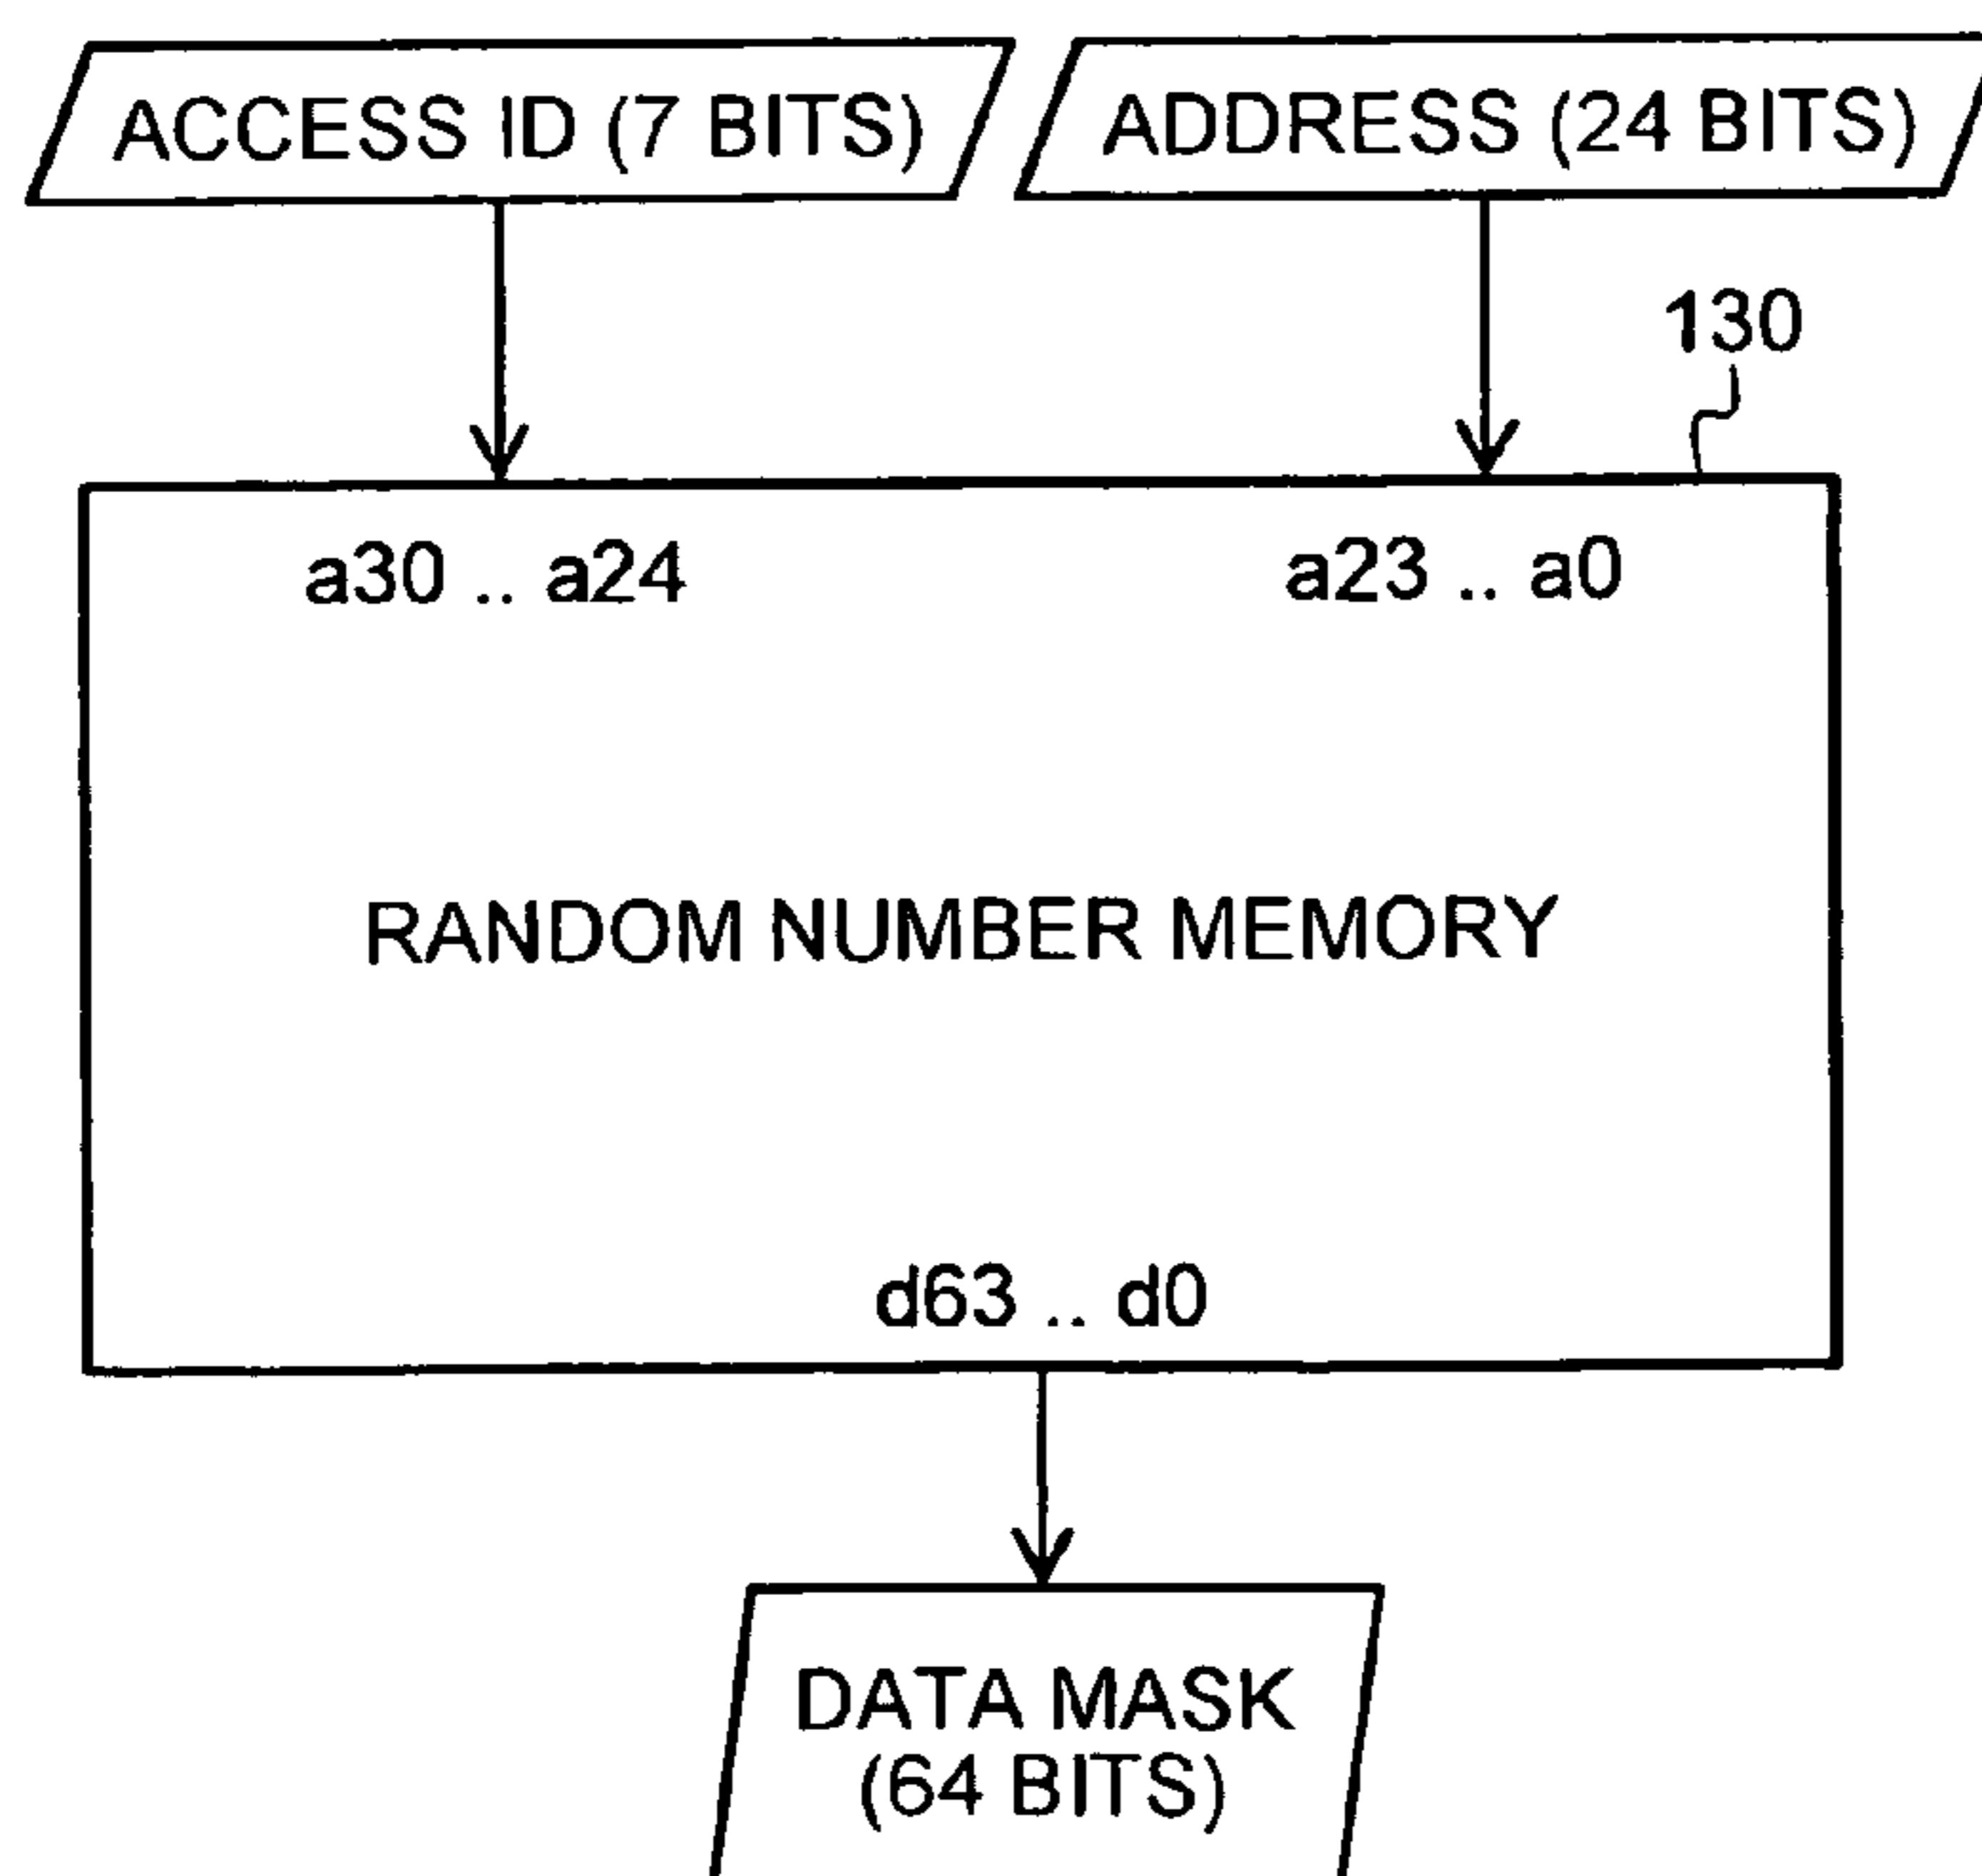 ACCESS ID (7 BITS)
ADDRESS (24 BITS)
130
a30 .. a24
a23 .. a0
RANDOM NUMBER MEMORY
d63 .. d0
DATA MASK
(64 BITS)